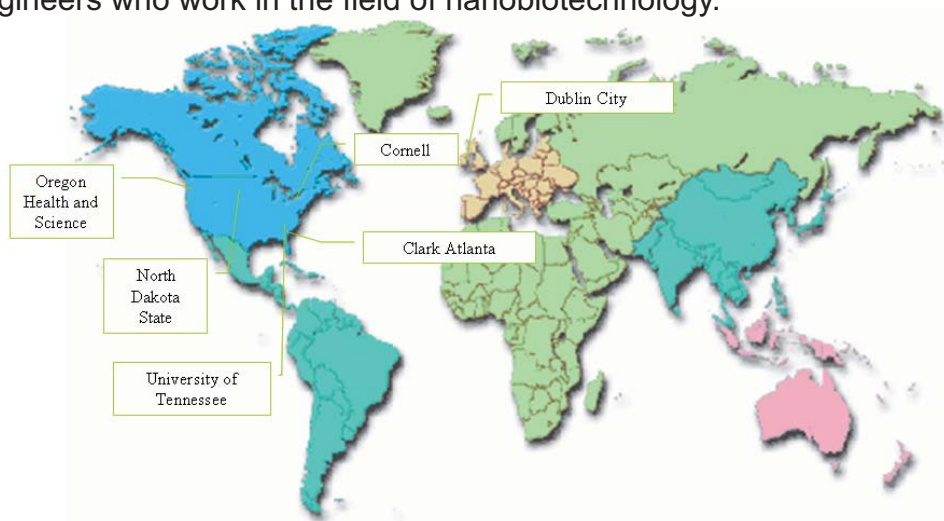 gineers who work in the field of nanobiotechnology.
Dublin City
Cornell
Oregon
Health and
Science
Clark Atlanta
North
Dakota
State
University of
Tennessee